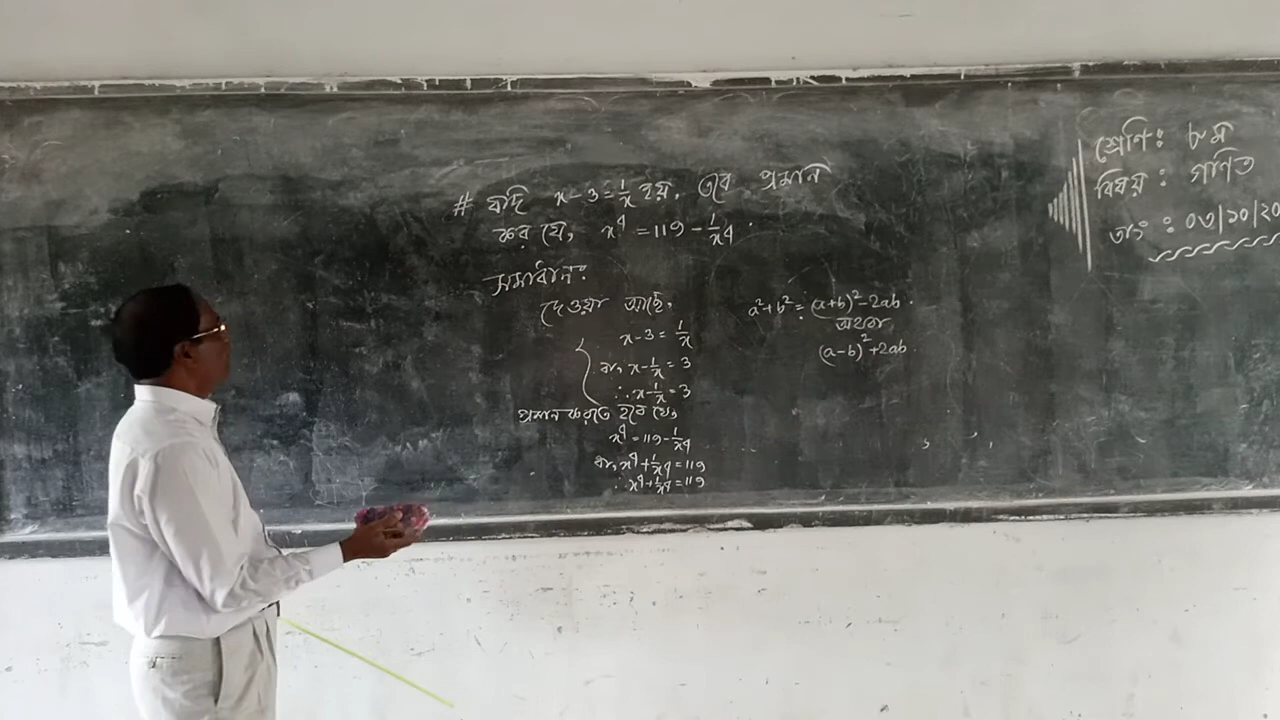 # যদি x-3=1/x হয়, তবে প্রমান
কর যে, x⁴=119-1/x⁴.
সমাধান:
দেওয়া আছে,
x-3=1/x
বা, x-1/x=3
∴ x-1/x=3
প্রমান করতে হবে যে,
x⁴=119-1/x⁴
বা, x⁴+1/x⁴=119
∴ x⁴+1/x⁴=119
a²+b²=(a+b)²-2ab.
অথবা
(a-b)²+2ab.
শ্রেণি: ৮ম
বিষয়: গণিত
তাং: ০৩/১০/২০